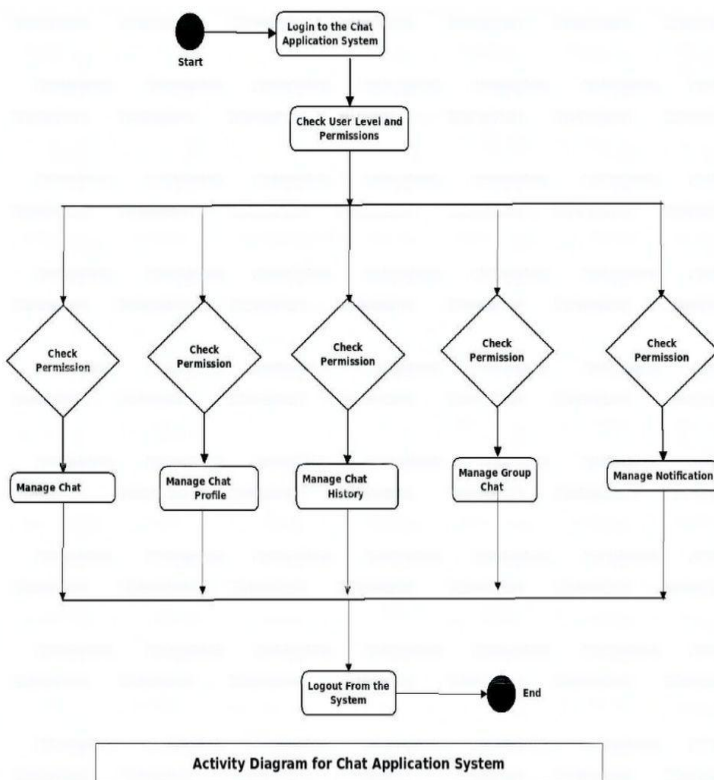 Login to the Chat
Application System
Start
Check User Level and
Permissions
Check
Permission
Check
Permission
Check
Permission
Check
Permission
Check
Permission
Manage Chat
Manage Chat
Profile
Manage Chat
History
Manage Group
Chat
Manage Notification
Logout From the
System
End
Activity Diagram for Chat Application System